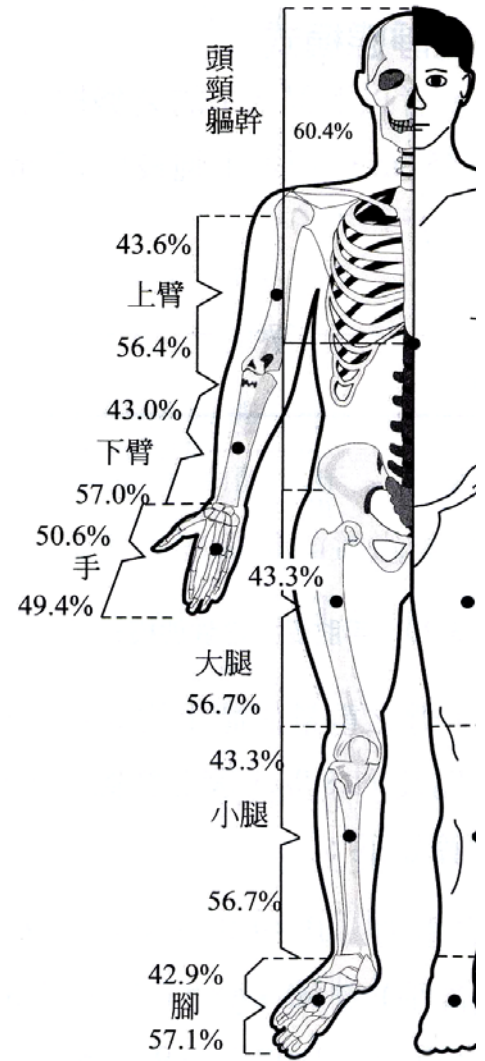 頭
頸
軀幹
60.4%
43.6%
上臂
56.4%
43.0%
下臂
57.0%
50.6%
手
49.4%
43.3%
大腿
56.7%
43.3%
小腿
56.7%
42.9%
腳
57.1%